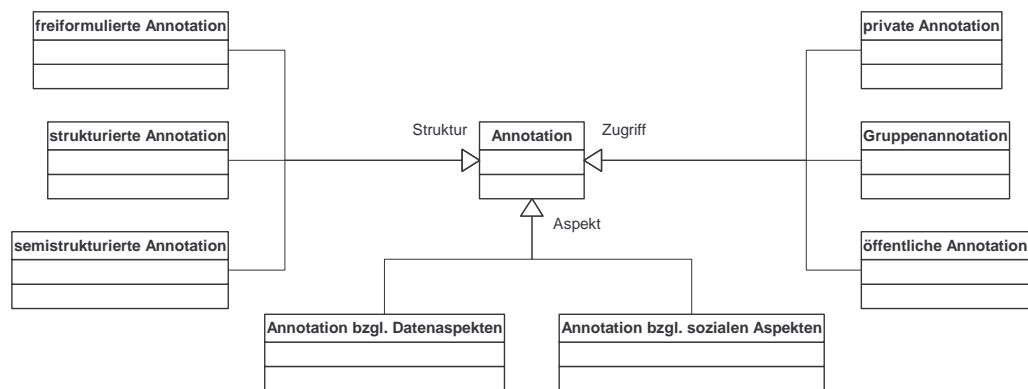 freiformulierte Annotation
private Annotation
Struktur
Annotation
Zugriff
strukturierte Annotation
Gruppenannotation
Aspekt
semistrukturierte Annotation
öffentliche Annotation
Annotation bzgl. Datenaspekten
Annotation bzgl. sozialen Aspekten